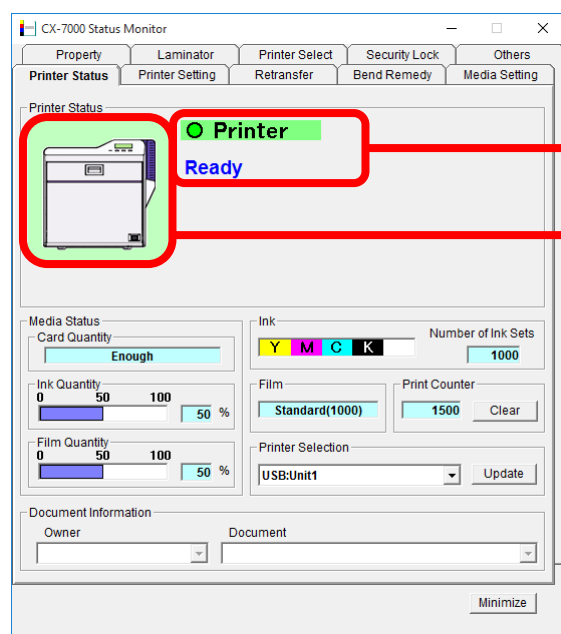 CX-7000 Status Monitor
Property Laminator Printer Select Security Lock Others
Printer Status Printer Setting Retransfer Bend Remedy Media Setting
Printer Status
Printer
Ready
Media Status
Card Quantity
Enough
Ink
Y M C K
Number of Ink Sets
1000
Ink Quantity
0 50 100
50 %
Film
Standard(1000)
Print Counter
1500 Clear
Film Quantity
0 50 100
50 %
Printer Selection
USB:Unit1 Update
Document Information
Owner Document
Minimize